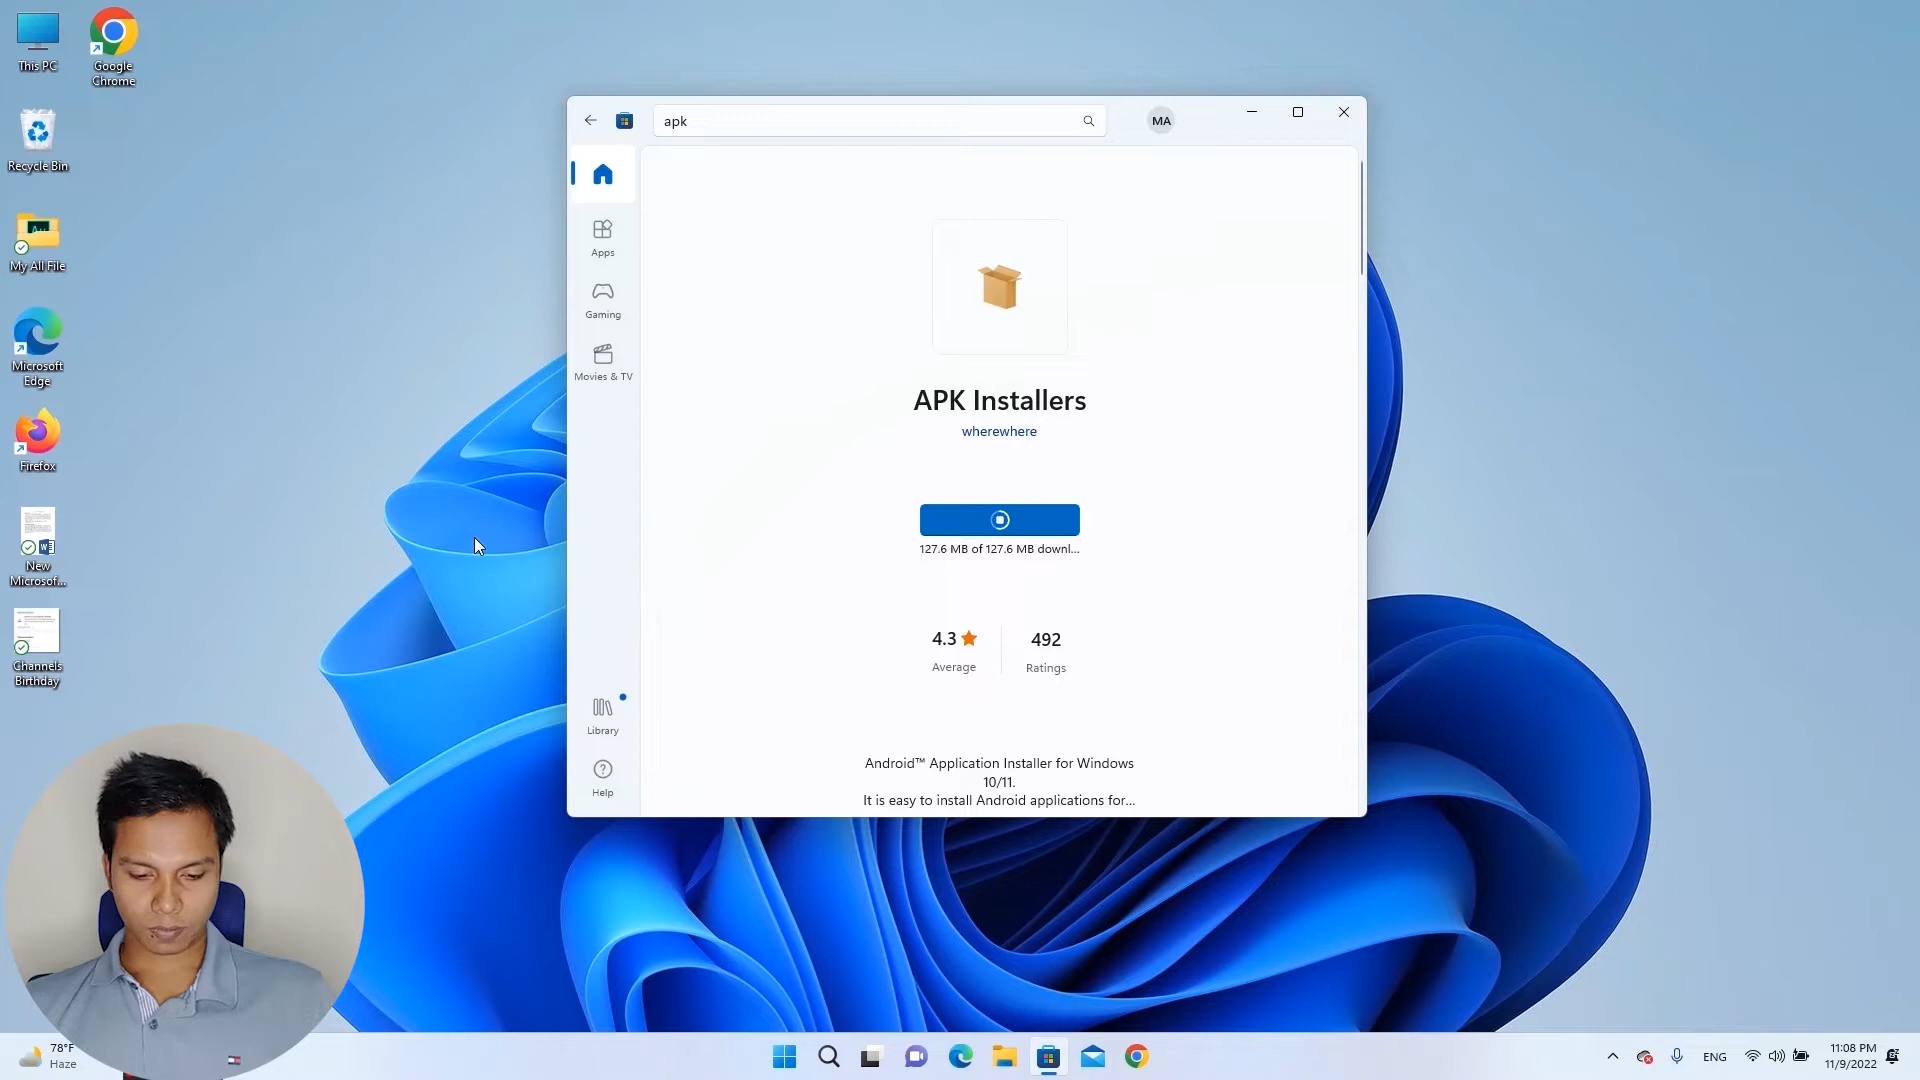 This PC
Google
Chrome
Recycle Bin
My All File
Microsoft
Edge
Firefox
New
Microsof...
Channels
Birthday
apk
MA
Apps
Gaming
Movies & TV
Library
Help
APK Installers
wherewhere
127.6 MB of 127.6 MB downl...
4.3
Average
492
Ratings
Android™ Application Installer for Windows
10/11.
It is easy to install Android applications for...
78°F
Haze
ENG
11:08 PM
11/9/2022